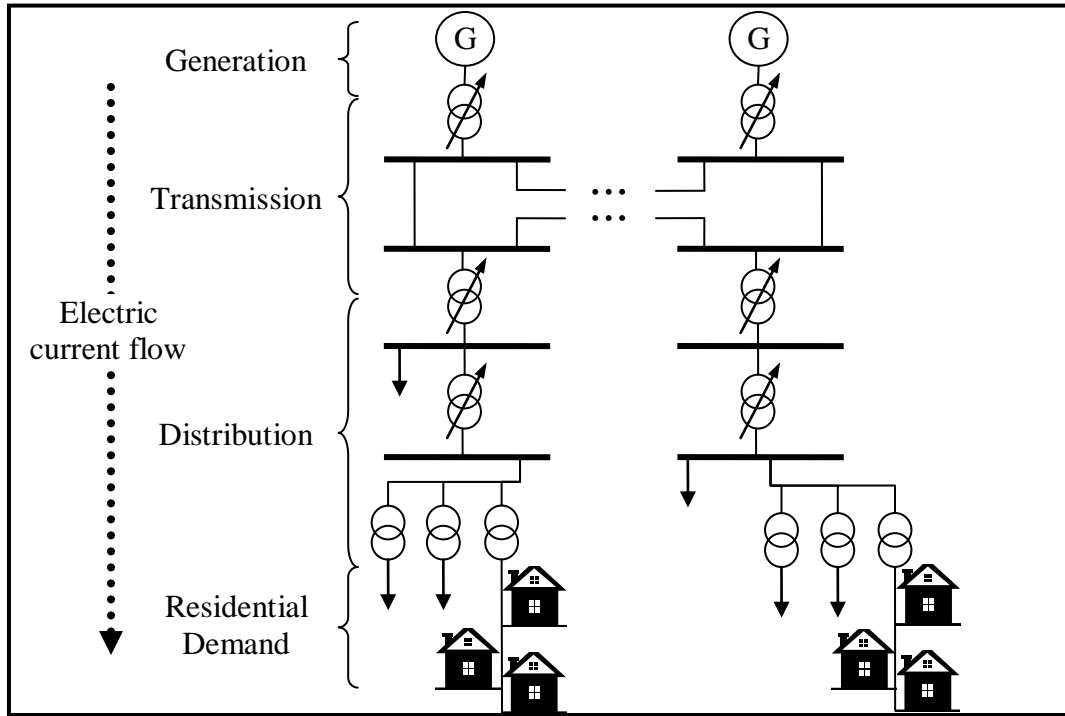 G
G
Generation
Transmission
...
...
Electric
current flow
Distribution
Residential
Demand